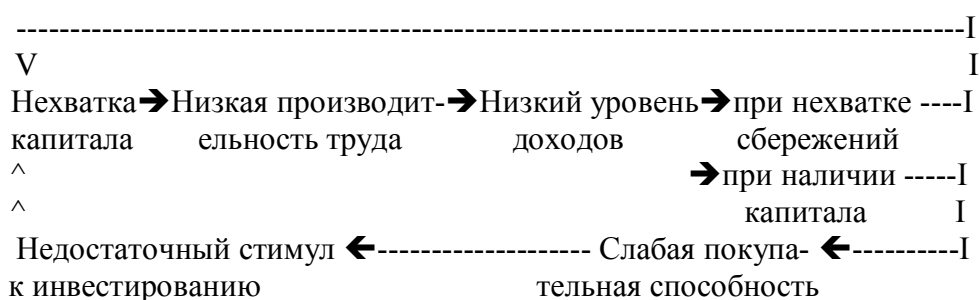 ----------------------------------------------------------------------------------------I
V I
Нехватка➔Низкая производит-➔Низкий уровень➔при нехватке ----I
капитала ельность труда доходов сбережений
^ ➔при наличии -----I
^ капитала I
Недостаточный стимул 🡸-------------------- Слабая покупа- 🡸----------I
к инвестированию тельная способность